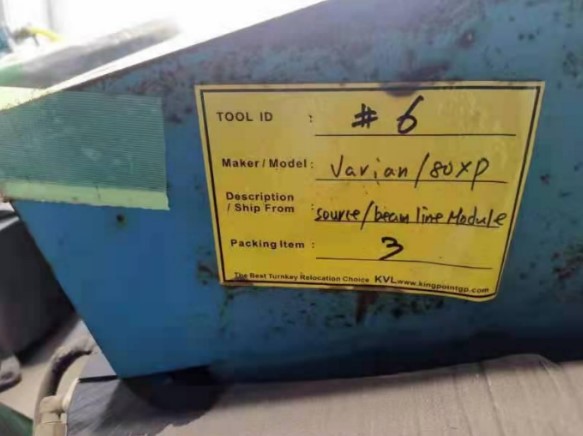 TOOL ID : # 6
Maker / Model : Varian / 80XP
Description / Ship From : source / beam line Module
Packing Item : 3
The Best Turnkey Relocation Choice KVL www.kingpointgp.com